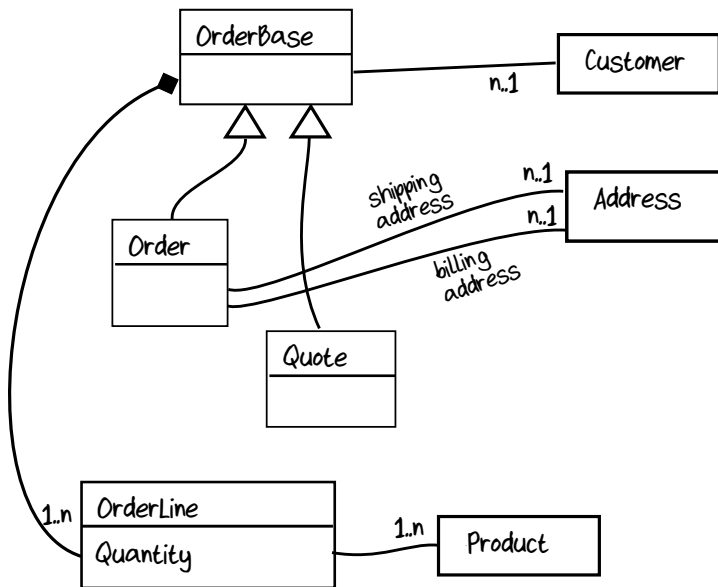 OrderBase
Customer
n..1
shipping
address
n..1
Address
n..1
Order
billing
address
Quote
1..n
OrderLine
Quantity
1..n
Product